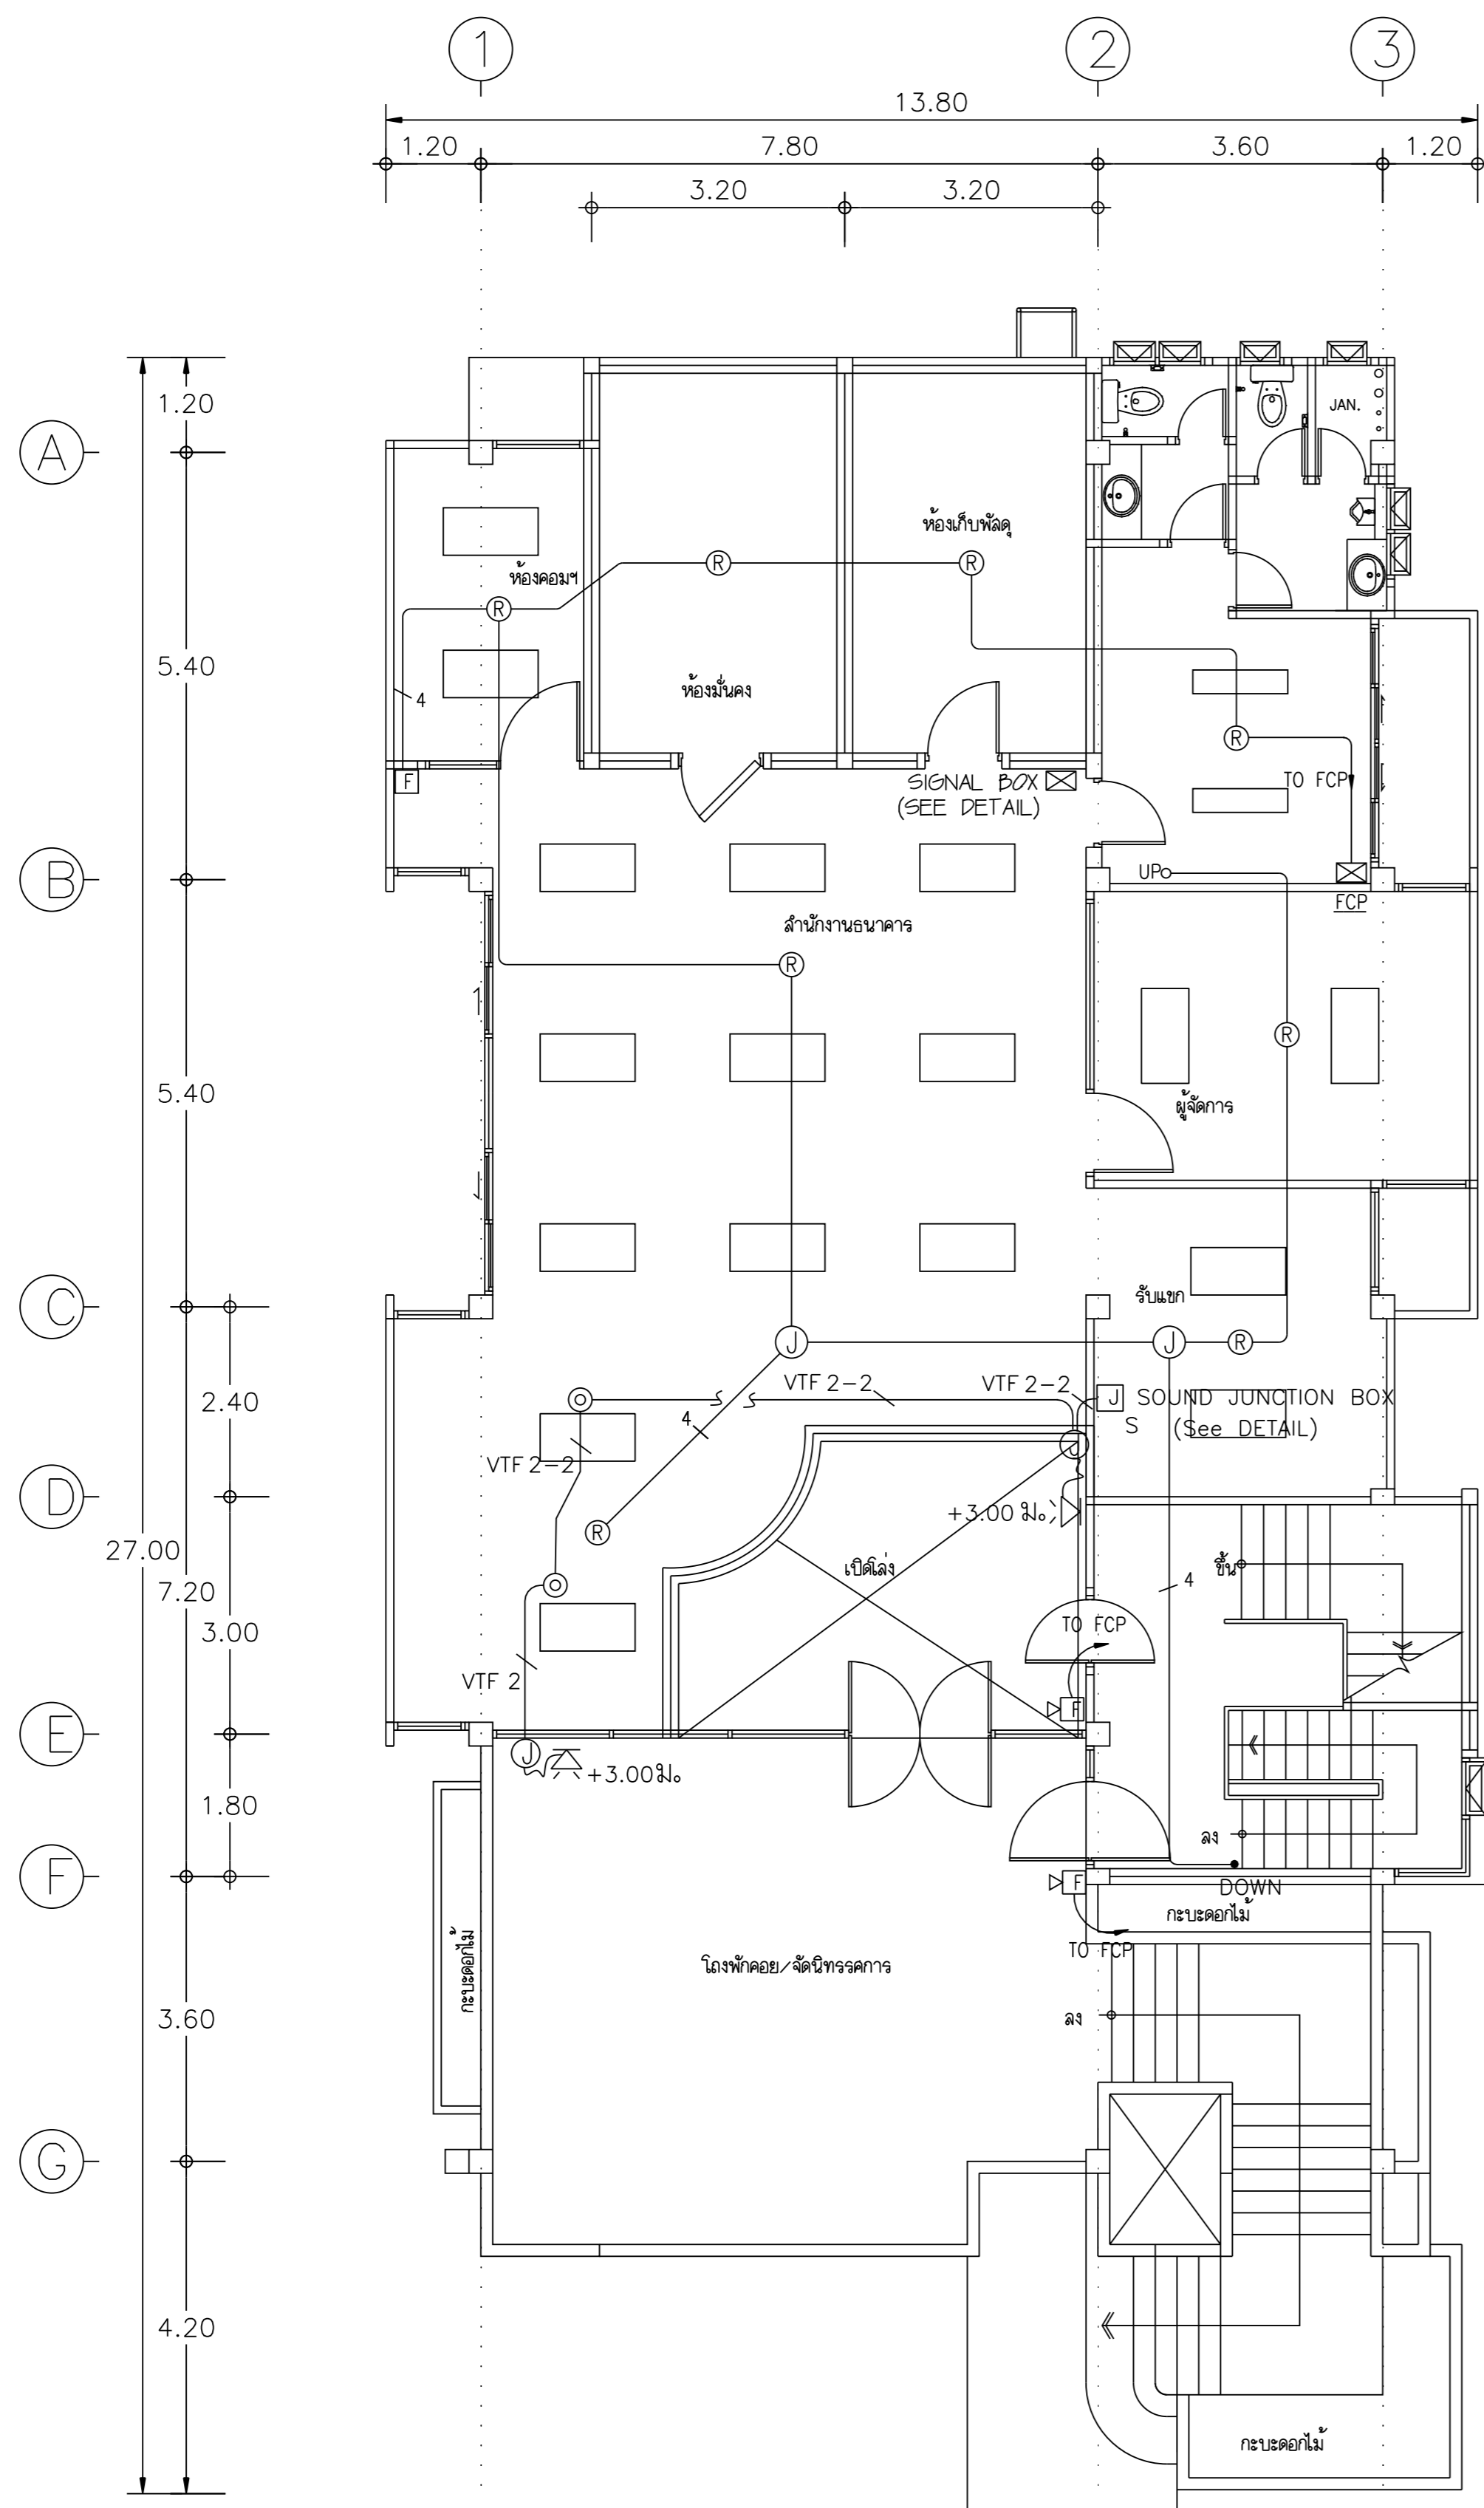 1
2
3
13.80
1.20
7.80
3.60
1.20
3.20
3.20
1.20
A
JAN.
ห้องเก็บพัสดุ
R
R
ห้องคอมฯ
R
5.40
4
ห้องมั่นคง
R
F
SIGNAL BOX
(SEE DETAIL)
TO FCP
B
UP
FCP
สำนักงานธนาคาร
R
R
5.40
ผู้จัดการ
C
รับแขก
J
J
R
2.40
VTF 2-2
VTF 2-2
J
SOUND JUNCTION BOX
S
(See DETAIL)
4
J
VTF 2-2
D
+3.00 ม.
R
27.00
7.20
3.00
เปิดโล่ง
ขึ้น
4
TO FCP
VTF 2
F
E
J
+3.00ม.
1.80
ลง
F
F
DOWN
กะบะดอกไม้
TO FCP
กะบะดอกไม้
โถงพักคอย/จัดนิทรรศการ
3.60
ลง
G
4.20
กะบะดอกไม้